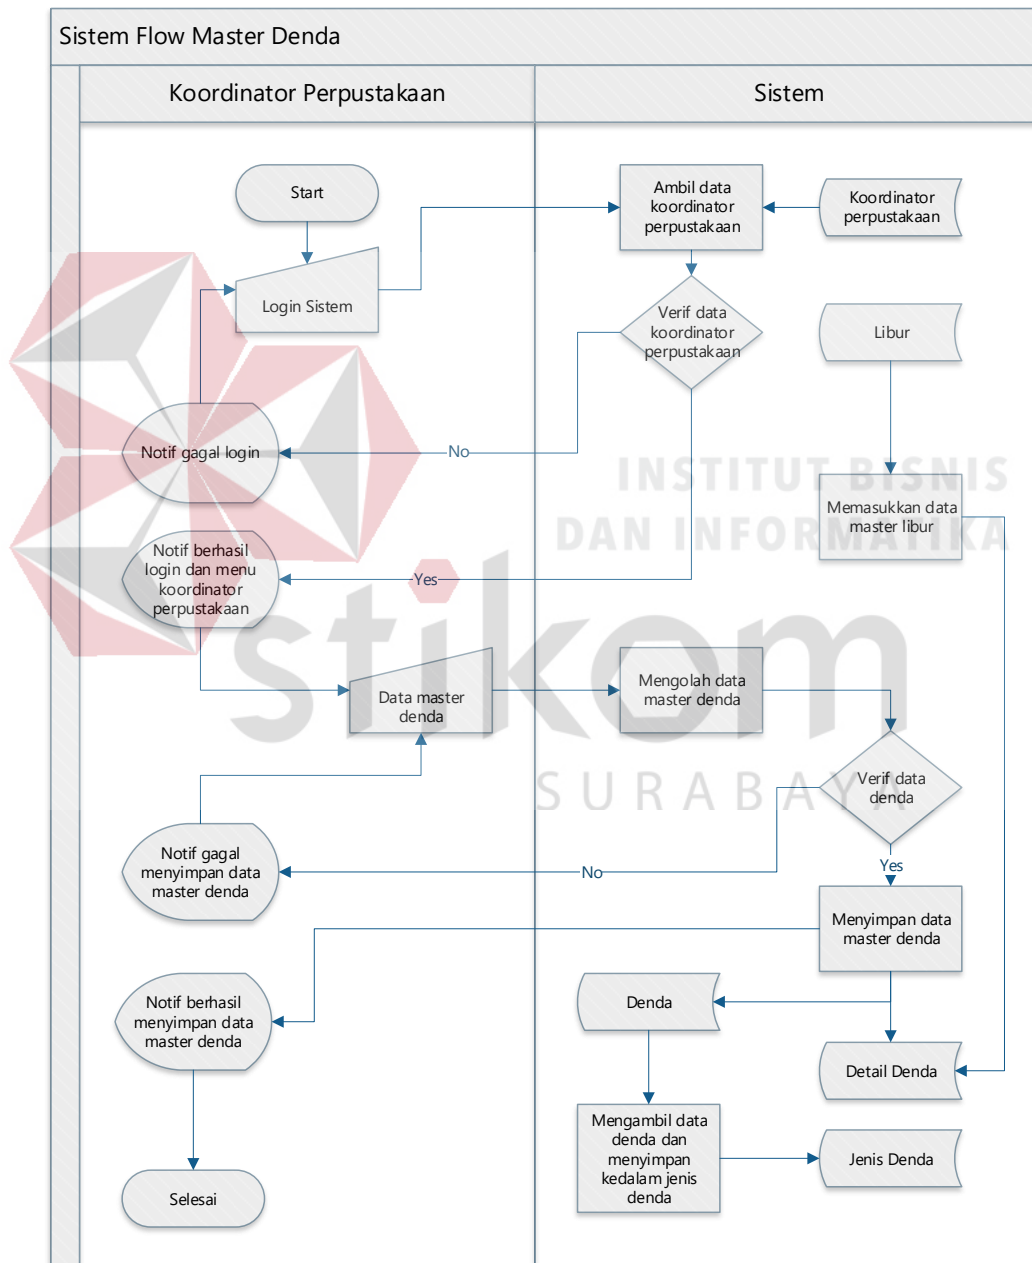 Sistem Flow Master Denda
Koordinator Perpustakaan
Sistem
Start
Ambil data
koordinator
perpustakaan
Koordinator
perpustakaan
Login Sistem
Verif data
koordinator
perpustakaan
Libur
Notif gagal login
No
INSTITUT BISNIS
DAN INFORMATIKA
Memasukkan data
master libur
Notif berhasil
login dan menu
koordinator
perpustakaan
Yes
stikom
SURABAYA
Data master
denda
Mengolah data
master denda
Verif data
denda
Notif gagal
menyimpan data
master denda
No
Yes
Menyimpan data
master denda
Notif berhasil
menyimpan data
master denda
Denda
Detail Denda
Mengambil data
denda dan
menyimpan
kedalam jenis
denda
Jenis Denda
Selesai